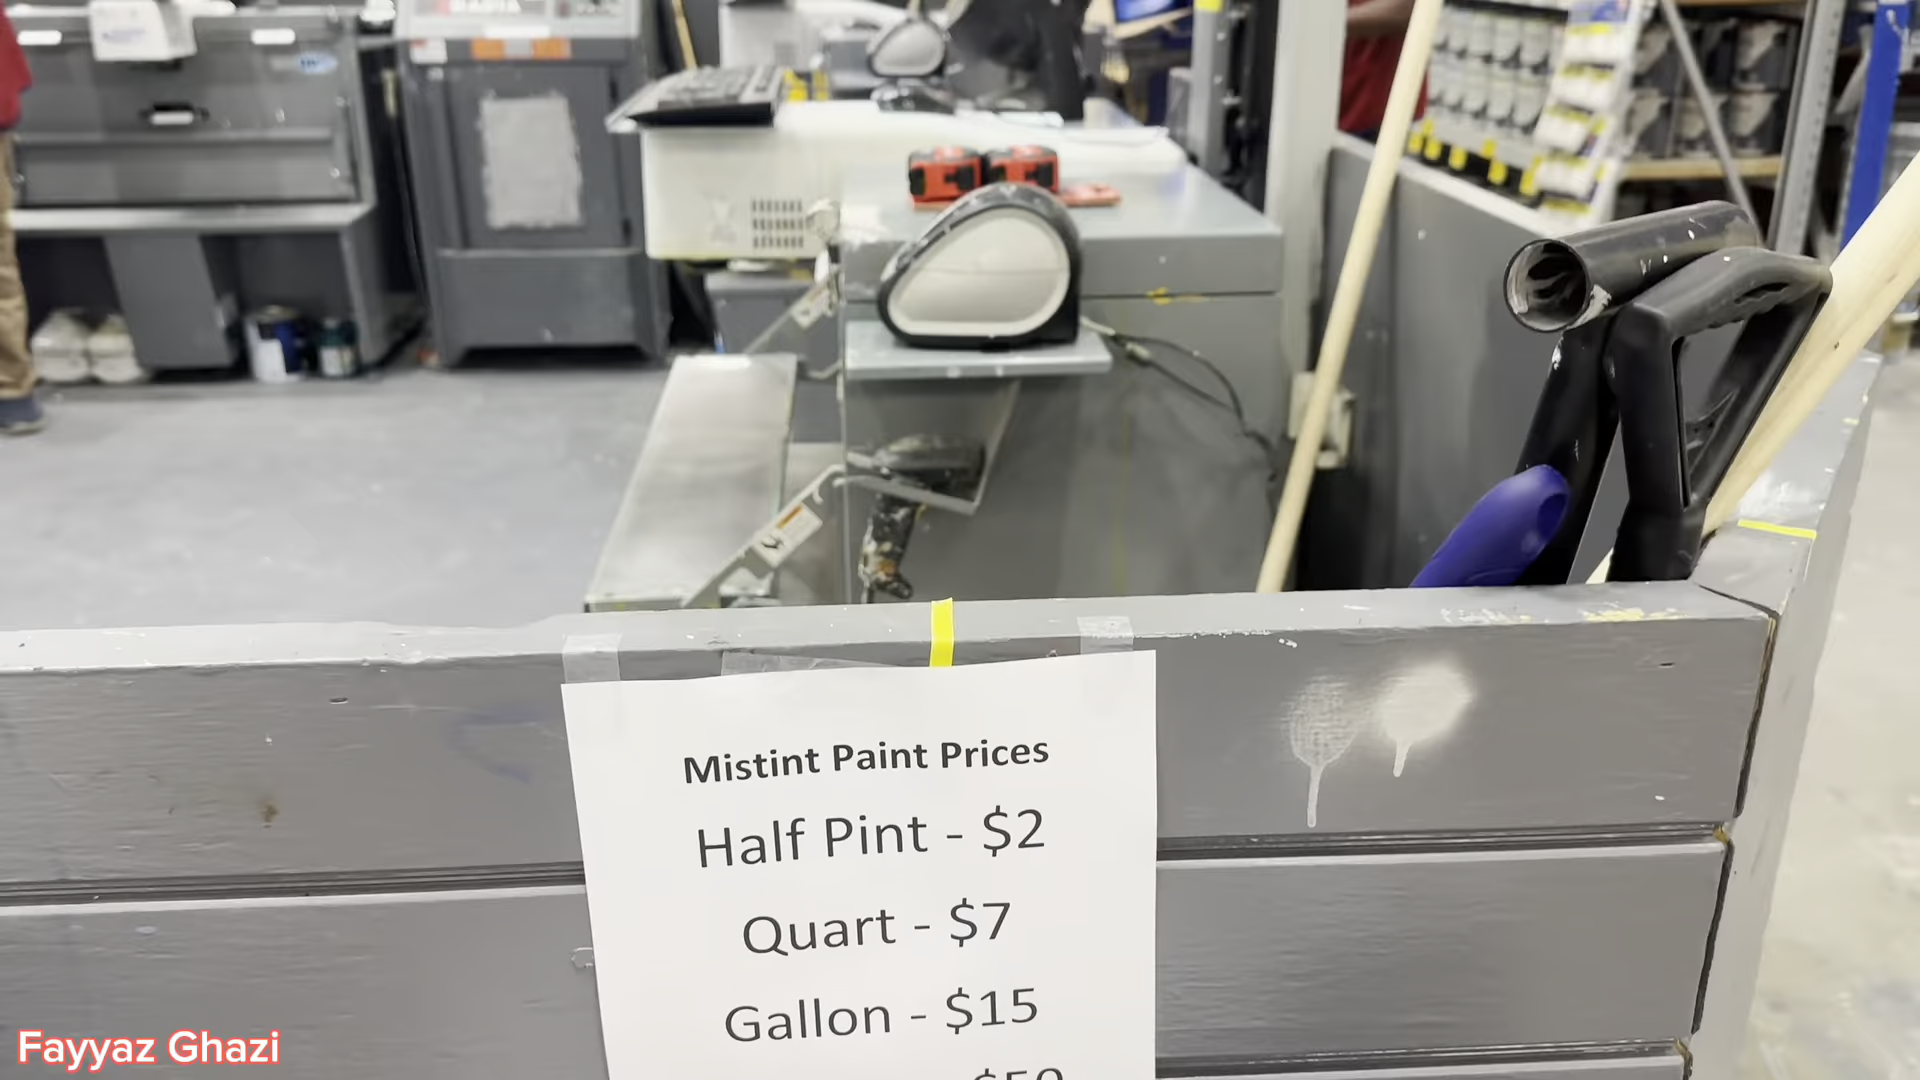 Mistint Paint Prices
Half Pint - $2
Quart - $7
Gallon - $15
Fayyaz Ghazi